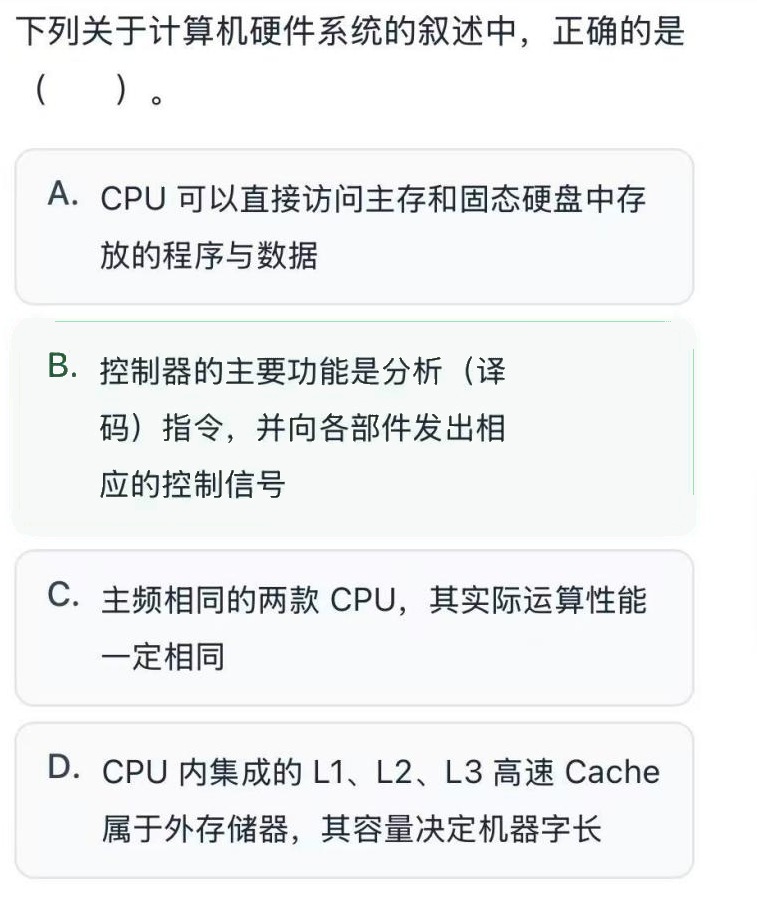 下列关于计算机硬件系统的叙述中，正确的是
（　　）。
A. CPU 可以直接访问主存和固态硬盘中存
放的程序与数据
B. 控制器的主要功能是分析（译
码）指令，并向各部件发出相
应的控制信号
C. 主频相同的两款 CPU，其实际运算性能
一定相同
D. CPU 内集成的 L1、L2、L3 高速 Cache
属于外存储器，其容量决定机器字长